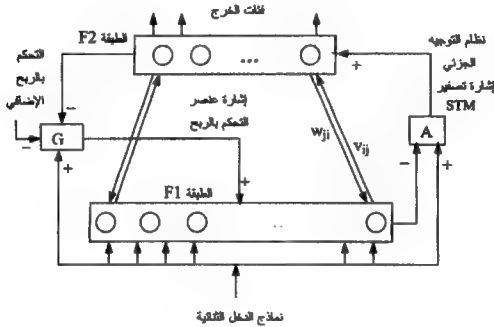 فئات الخرج
الطبقة F2
نظام التوجيه
الجزئي
إشارة تصفير
STM
التحكم
بالربح
الإضافي
...
+
−
−
G
+
إشارة عنصر
التحكم بالربح
+
wji
vij
A
−
+
الطبقة F1
..
نماذج الدخل الثنائية